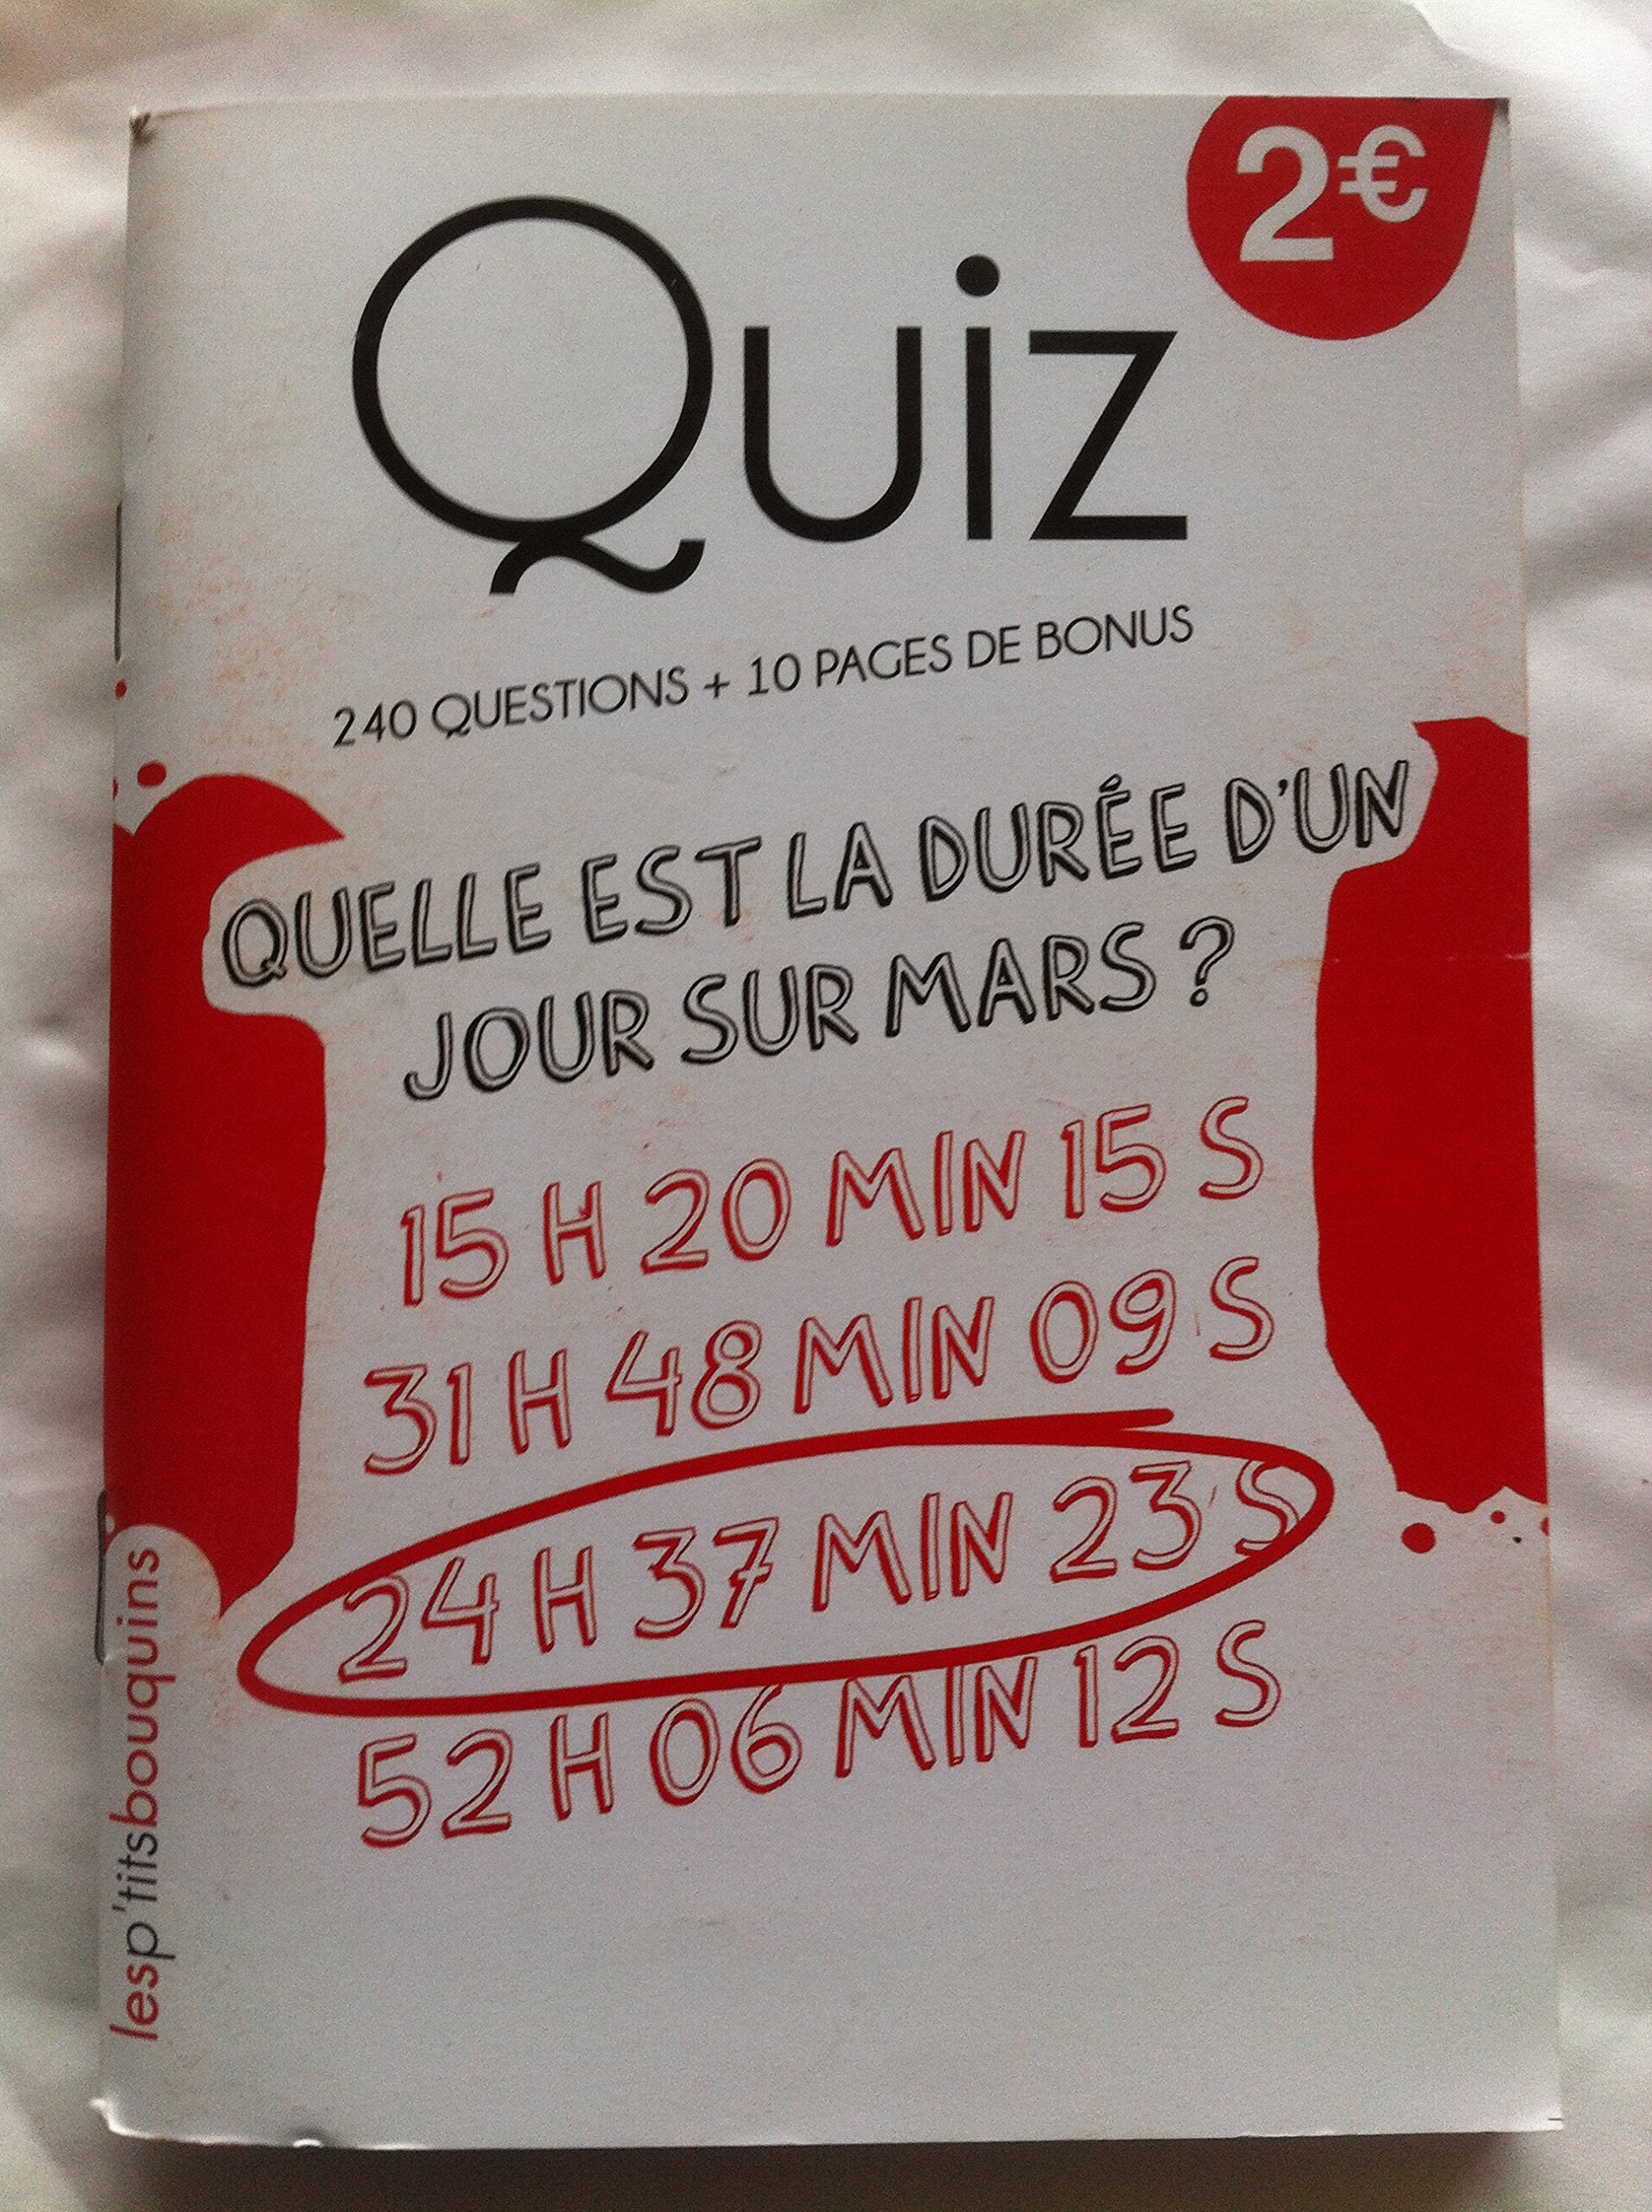 2€
Quiz
240 QUESTIONS + 10 PAGES DE BONUS
QUELLE EST LA DURÉE D'UN
JOUR SUR MARS ?
15 H 20 MIN 15 S
31 H 48 MIN 09 S
24 H 37 MIN 23 S
52 H 06 MIN 12 S
lesp'titsbouquins